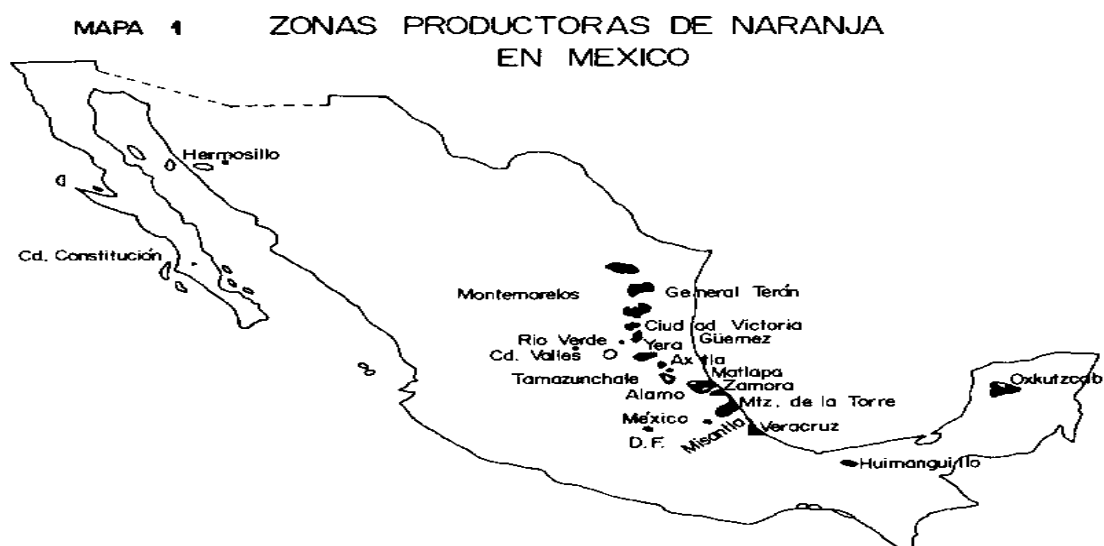 MAPA 1 ZONAS PRODUCTORAS DE NARANJA
EN MEXICO
Hermosillo
Cd. Constitución
Montemorelos
General Terán
Ciudad Victoria
Güemez
Rio Verde
Yera
Cd. Valles
Axtla
Tamazunchale
Matlapa
Zamora
Alamo
Mtz. de la Torre
México
D.F.
Misantla
Veracruz
Oxkutzcab
Huimanguillo